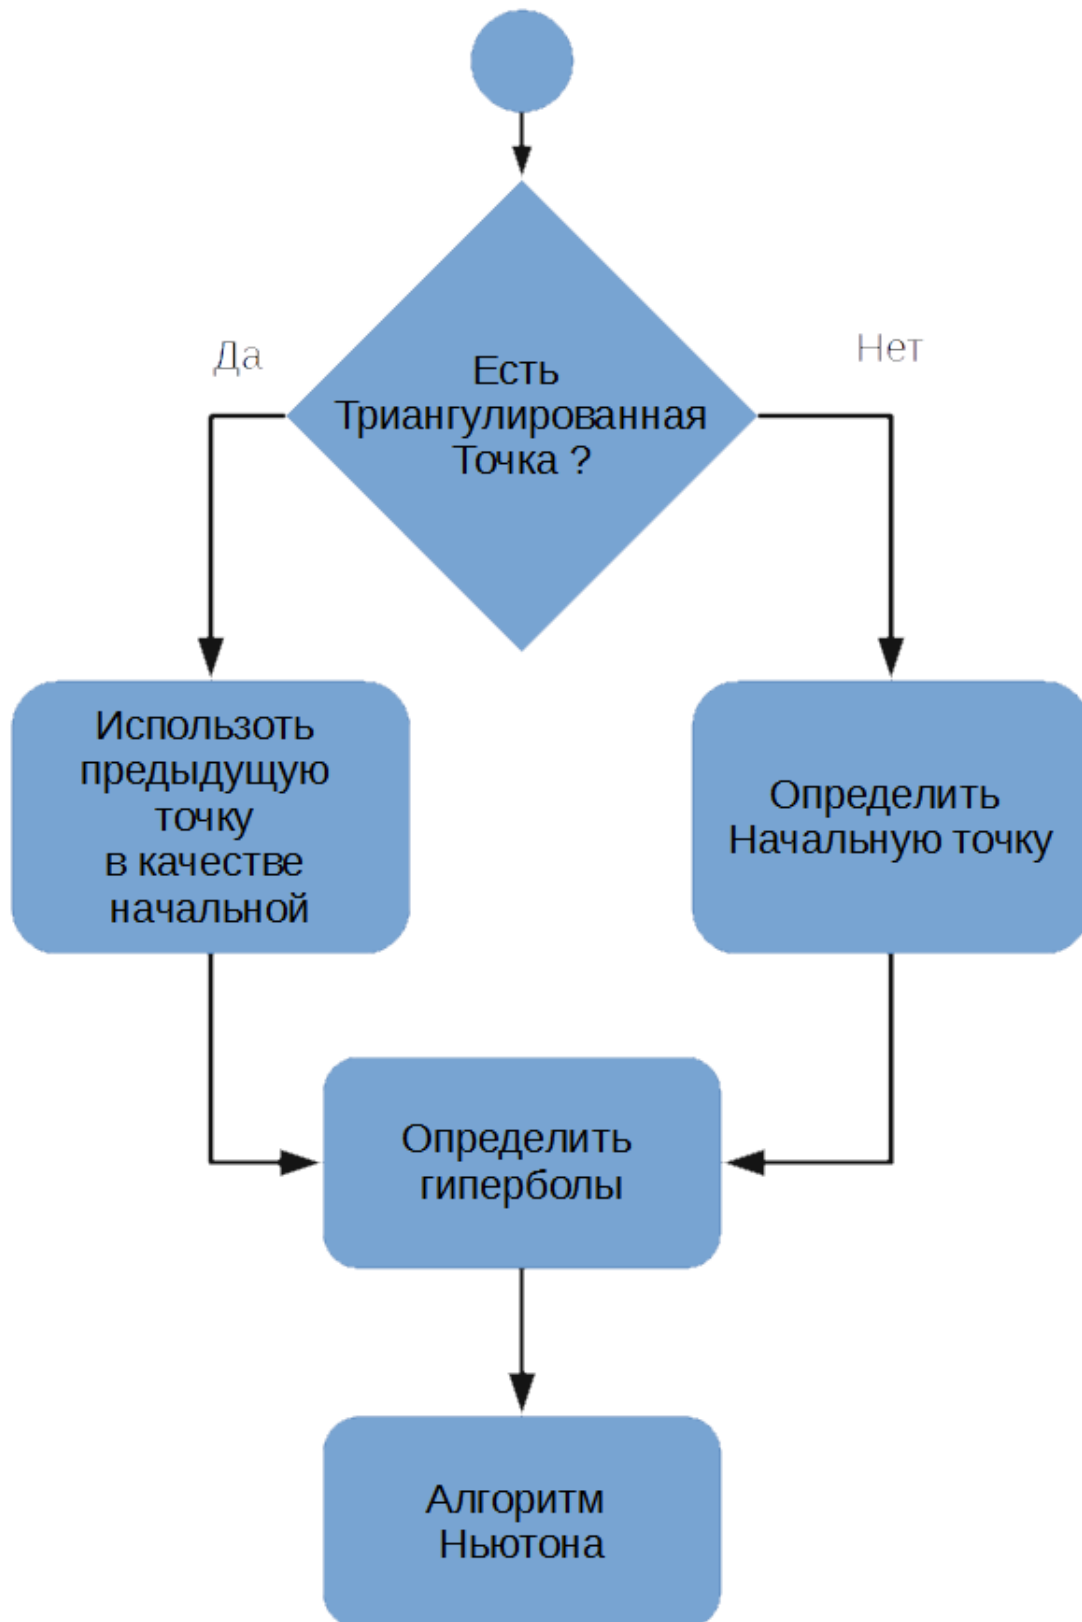 Да
Нет
Есть
Триангулированная
Точка ?
Использоть
предыдущую
точку
в качестве
начальной
Определить
Начальную точку
Определить
гиперболы
Алгоритм
Ньютона